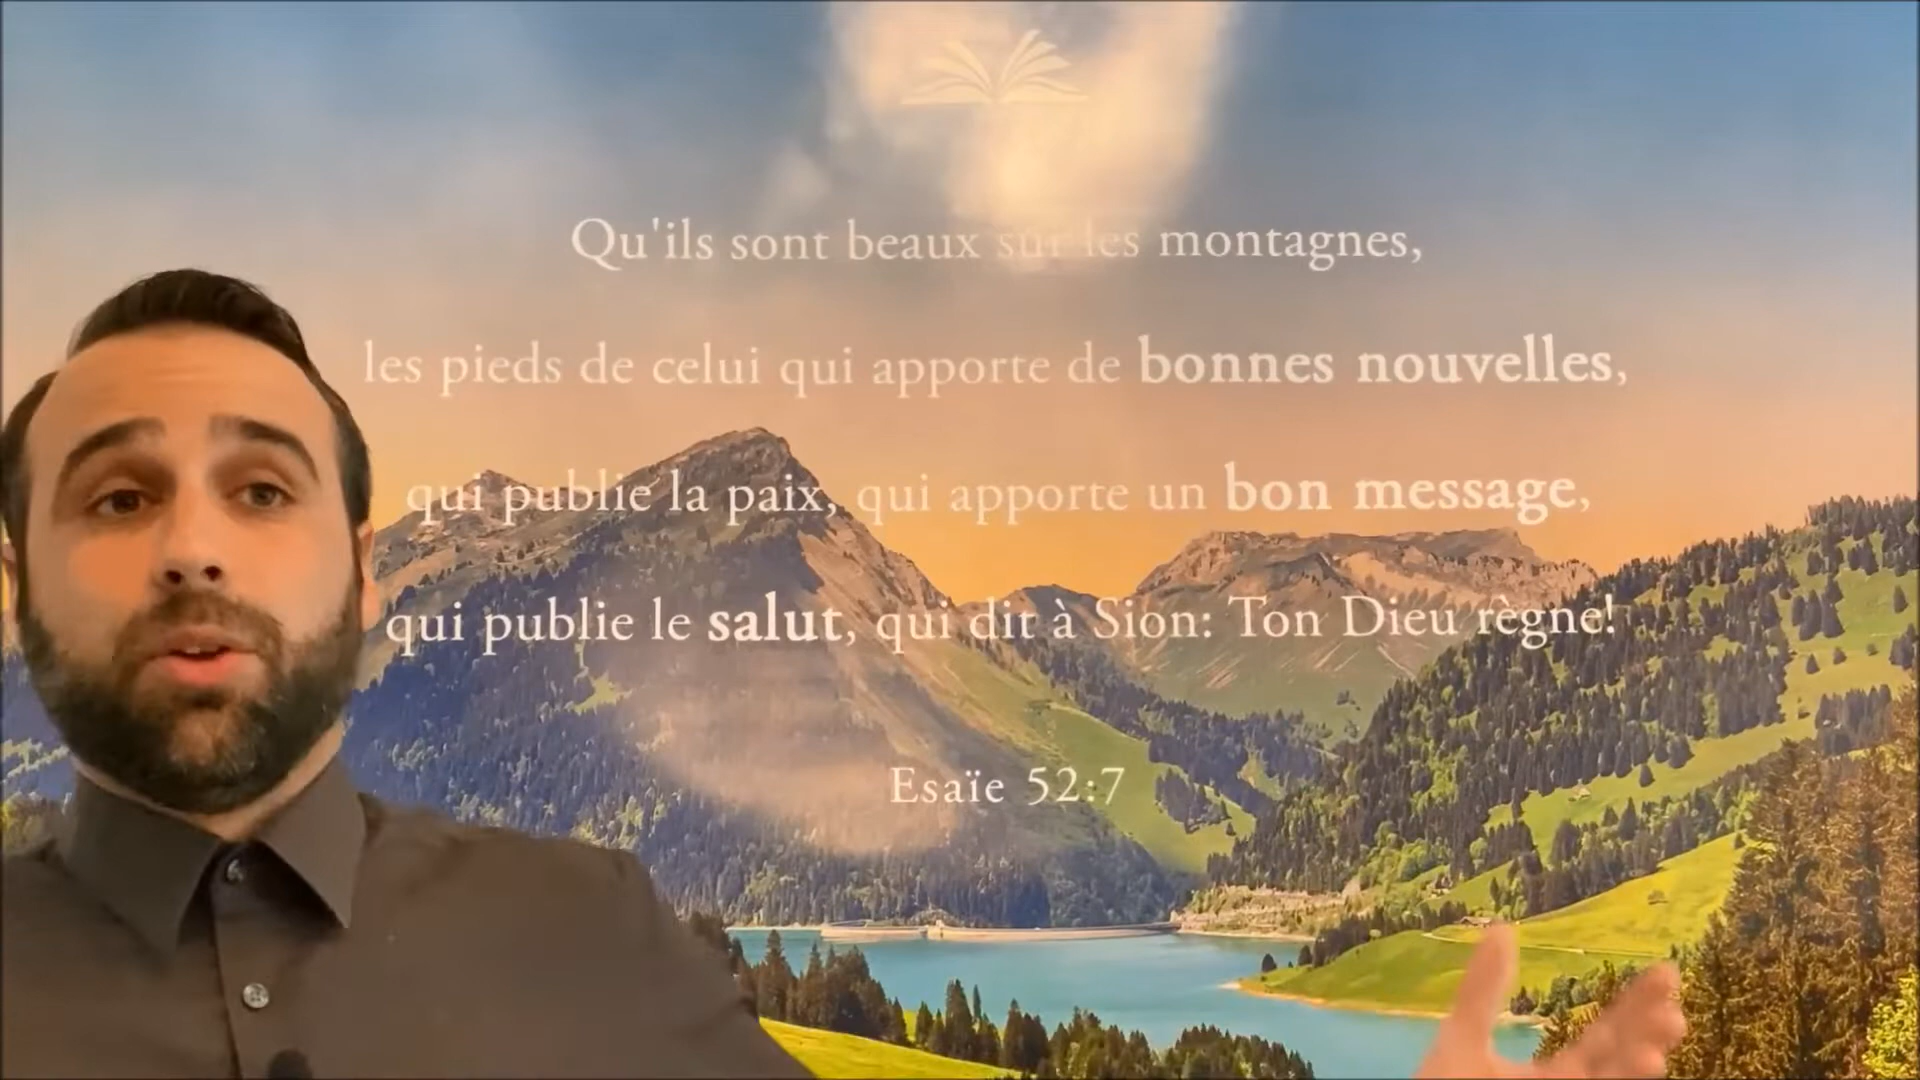 Qu'ils sont beaux sur les montagnes,
les pieds de celui qui apporte de bonnes nouvelles,
qui publie la paix, qui apporte un bon message,
qui publie le salut, qui dit à Sion: Ton Dieu règne!
Esaïe 52:7